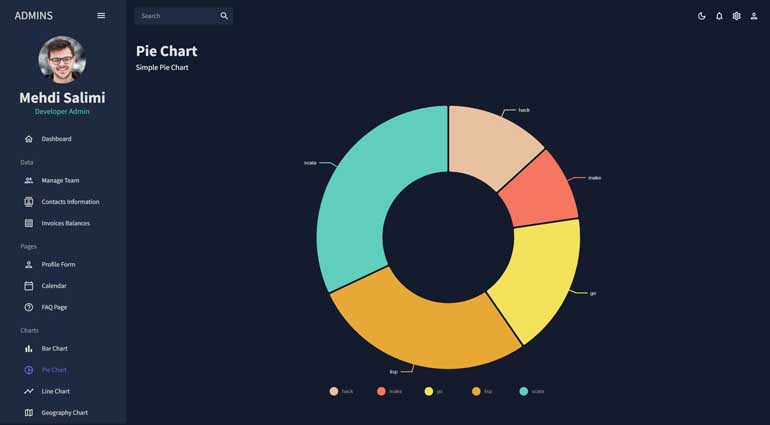 ADMINS
Search
Mehdi Salimi
Developer Admin
Dashboard
Data
Manage Team
Contacts Information
Invoices Balances
Pages
Profile Form
Calendar
FAQ Page
Charts
Bar Chart
Pie Chart
Line Chart
Geography Chart
Pie Chart
Simple Pie Chart
hack
scala
make
go
lisp
hack
make
go
lisp
scala